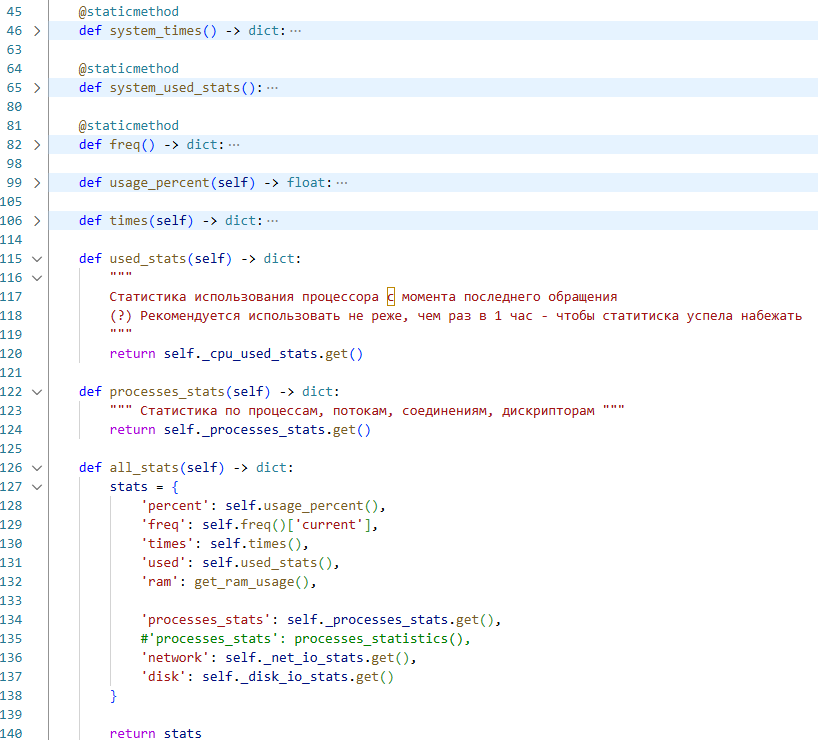 45 @staticmethod
46 def system_times() -> dict: ···
63
64 @staticmethod
65 def system_used_stats(): ···
80
81 @staticmethod
82 def freq() -> dict: ···
98
99 def usage_percent(self) -> float: ···
105
106 def times(self) -> dict: ···
114
115 def used_stats(self) -> dict:
116 """
117 Статистика использования процессора с момента последнего обращения
118 (?) Рекомендуется использовать не реже, чем раз в 1 час - чтобы статитиска успела набежать
119 """
120 return self._cpu_used_stats.get()
121
122 def processes_stats(self) -> dict:
123 """ Статистика по процессам, потокам, соединениям, дискрипторам """
124 return self._processes_stats.get()
125
126 def all_stats(self) -> dict:
127 stats = {
128 'percent': self.usage_percent(),
129 'freq': self.freq()['current'],
130 'times': self.times(),
131 'used': self.used_stats(),
132 'ram': get_ram_usage(),
133
134 'processes_stats': self._processes_stats.get(),
135 #'processes_stats': processes_statistics(),
136 'network': self._net_io_stats.get(),
137 'disk': self._disk_io_stats.get()
138 }
139
140 return stats